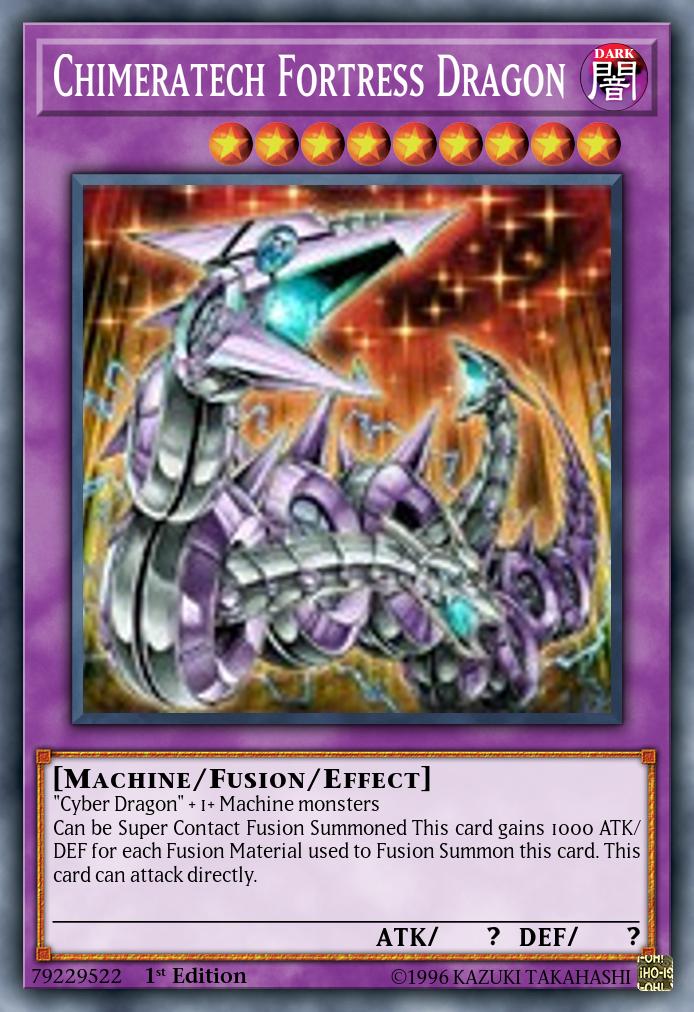 CHIMERATECH FORTRESS DRAGON
DARK
闇
[MACHINE/FUSION/EFFECT]
"Cyber Dragon" + 1+ Machine monsters
Can be Super Contact Fusion Summoned This card gains 1000 ATK/
DEF for each Fusion Material used to Fusion Summon this card. This
card can attack directly.
ATK/ ? DEF/ ?
79229522 1st Edition ©1996 KAZUKI TAKAHASHI